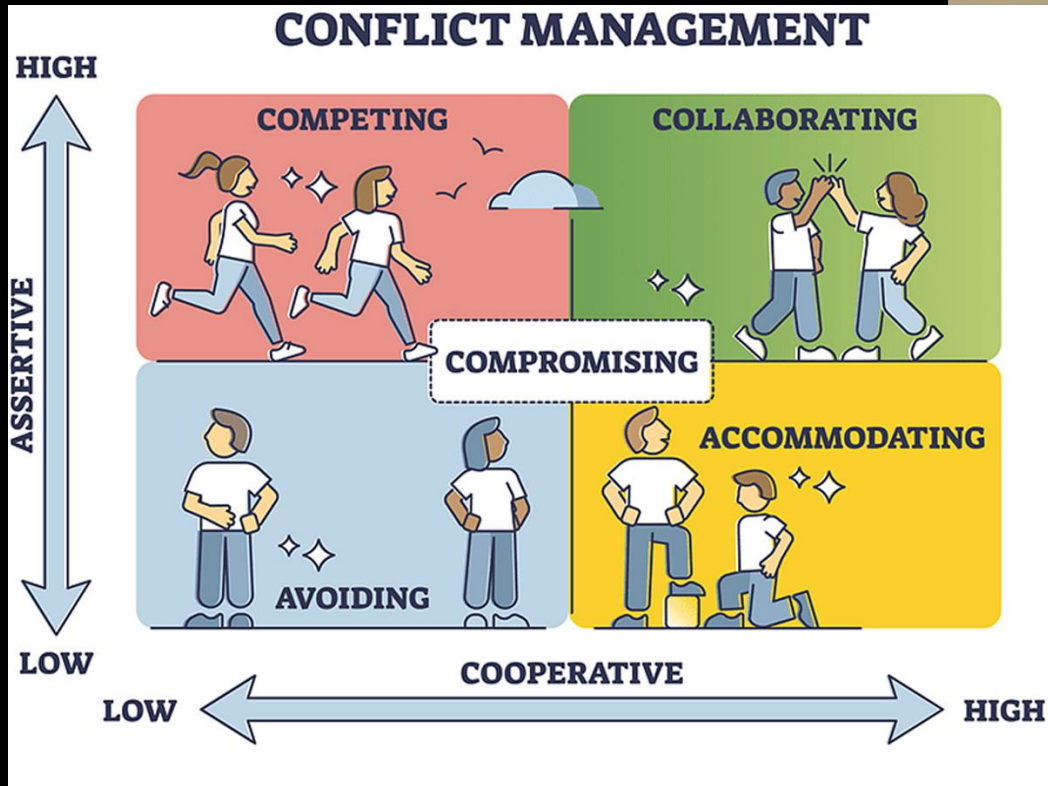 CONFLICT MANAGEMENT
HIGH
COMPETING
COLLABORATING
ASSERTIVE
COMPROMISING
ACCOMMODATING
AVOIDING
LOW
COOPERATIVE
LOW
HIGH